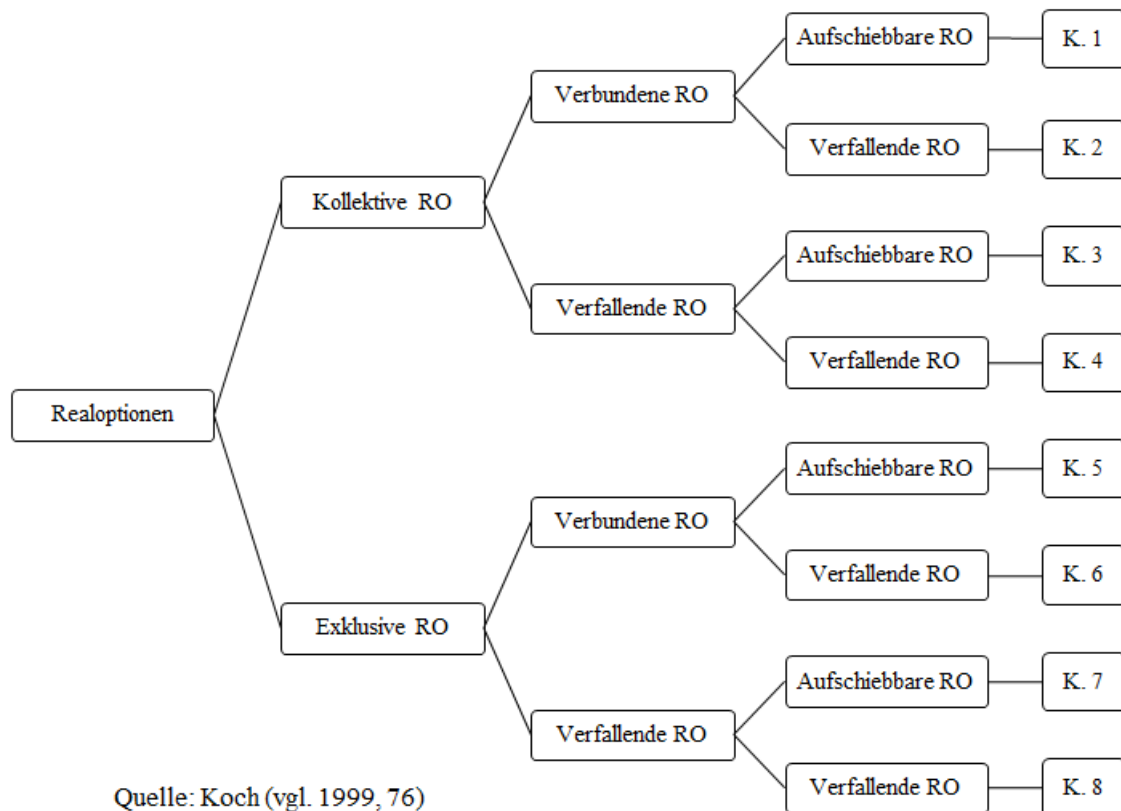 Aufschiebbare RO
K. 1
Verbundene RO
Verfallende RO
K. 2
Kollektive RO
Aufschiebbare RO
K. 3
Verfallende RO
Verfallende RO
K. 4
Realoptionen
Aufschiebbare RO
K. 5
Verbundene RO
Verfallende RO
K. 6
Exklusive RO
Aufschiebbare RO
K. 7
Verfallende RO
Verfallende RO
K. 8
Quelle: Koch (vgl. 1999, 76)